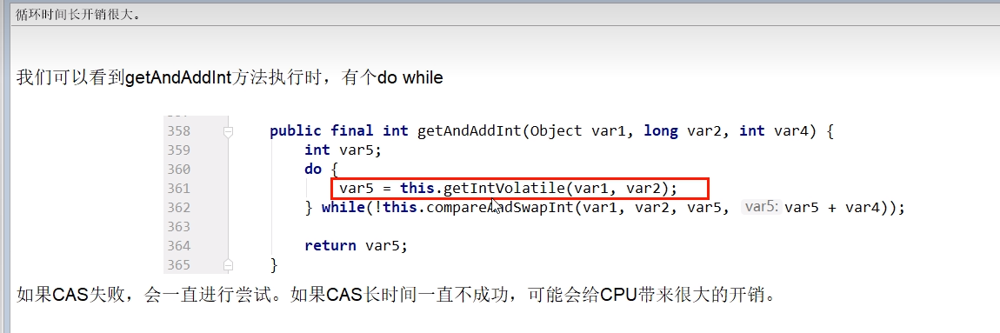 循环时间长开销很大。
我们可以看到getAndAddInt方法执行时，有个do while
358 public final int getAndAddInt(Object var1, long var2, int var4) {
359 int var5;
360 do {
361 var5 = this.getIntVolatile(var1, var2);
362 } while(!this.compareAndSwapInt(var1, var2, var5, var5: var5 + var4));
363
364 return var5;
365 }
如果CAS失败，会一直进行尝试。如果CAS长时间一直不成功，可能会给CPU带来很大的开销。